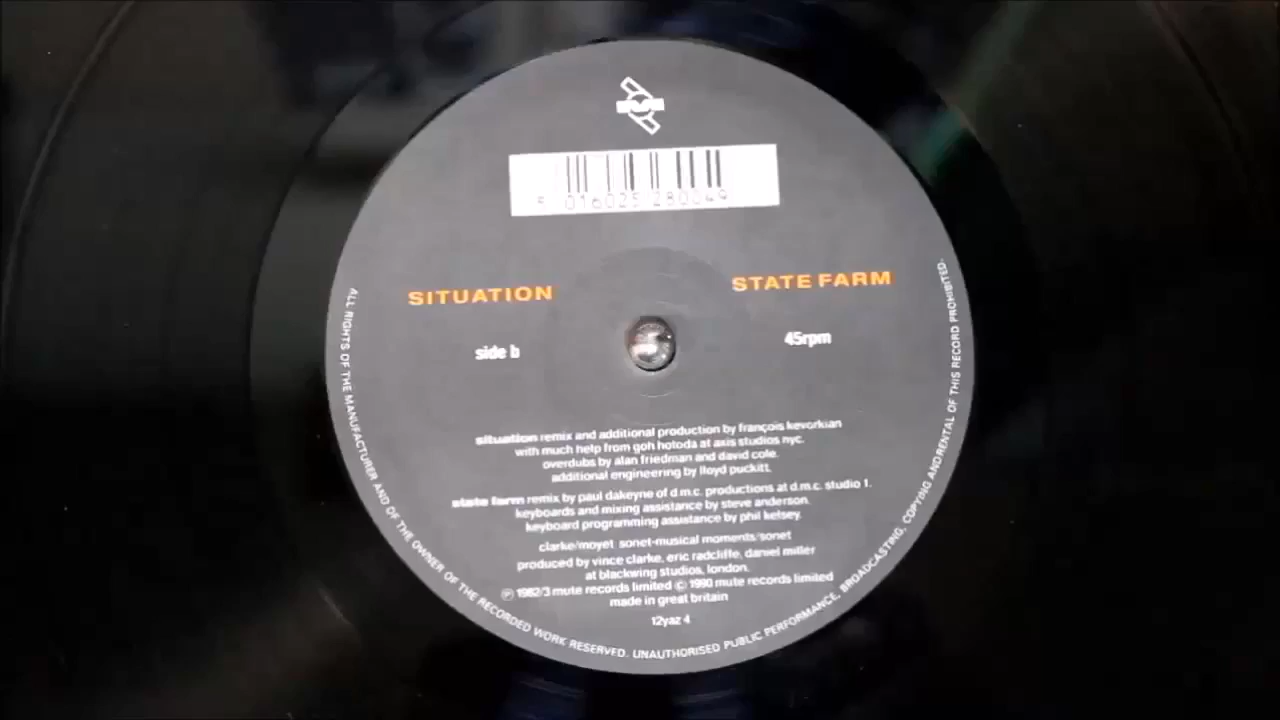 5 016025 280049
SITUATION
STATE FARM
side b
45rpm
situation remix and additional production by françois kevorkian
with much help from goh hotoda at axis studios nyc.
overdubs by alan friedman and david cole.
additional engineering by lloyd puckitt.
state farm remix by paul dakeyne of d.m.c. productions at d.m.c. studio 1.
keyboards and mixing assistance by steve anderson.
keyboard programming assistance by phil kelsey.
clarke/moyet sonet-musical moments/sonet
produced by vince clarke, eric radcliffe, daniel miller
at blackwing studios, london.
℗ 1982/3 mute records limited © 1990 mute records limited
made in great britain
t2yaz 4
ALL RIGHTS OF THE MANUFACTURER AND OF THE OWNER OF THE RECORDED WORK RESERVED. UNAUTHORISED PUBLIC PERFORMANCE, BROADCASTING, COPYING AND RENTAL OF THIS RECORD PROHIBITED.